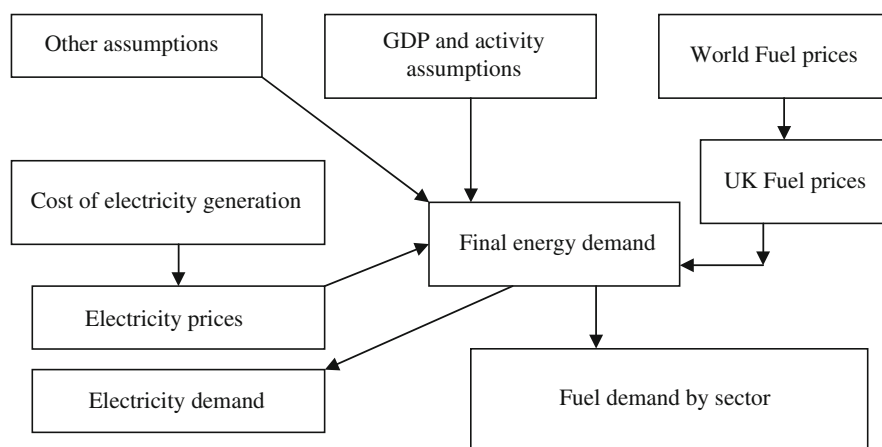 Other assumptions
GDP and activity
assumptions
World Fuel prices
UK Fuel prices
Cost of electricity generation
Final energy demand
Electricity prices
Electricity demand
Fuel demand by sector